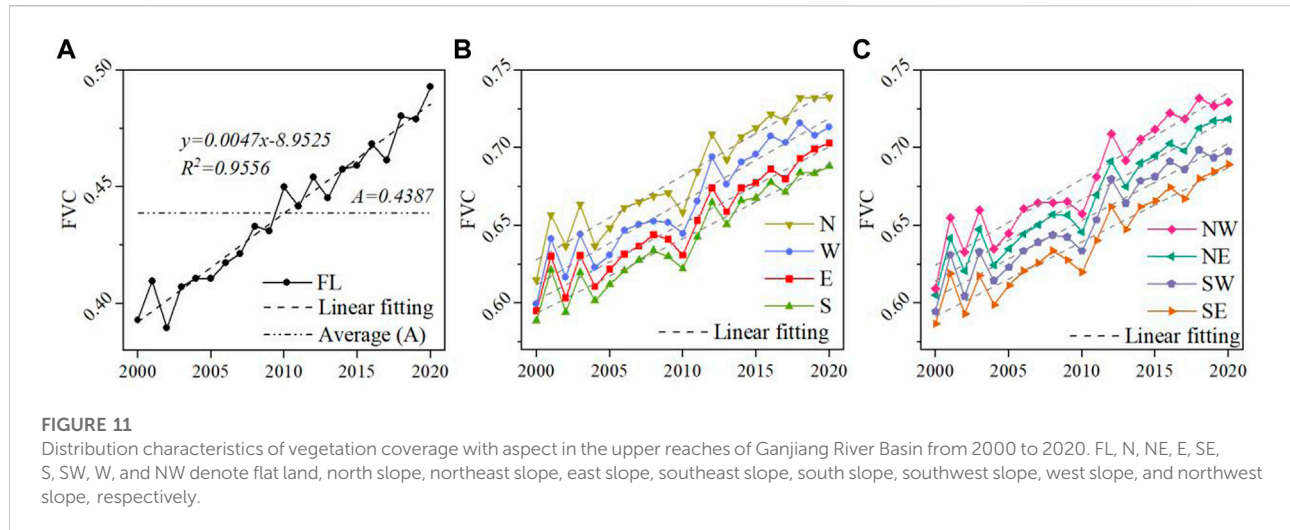 A
FVC
0.50
0.45
0.40
y=0.0047x-8.9525
R²=0.9556
A=0.4387
FL
Linear fitting
Average (A)
2000 2005 2010 2015 2020
B
FVC
0.75
0.70
0.65
0.60
N
W
E
S
Linear fitting
2000 2005 2010 2015 2020
C
FVC
0.75
0.70
0.65
0.60
NW
NE
SW
SE
Linear fitting
2000 2005 2010 2015 2020
FIGURE 11
Distribution characteristics of vegetation coverage with aspect in the upper reaches of Ganjiang River Basin from 2000 to 2020. FL, N, NE, E, SE,
S, SW, W, and NW denote flat land, north slope, northeast slope, east slope, southeast slope, south slope, southwest slope, west slope, and northwest
slope, respectively.